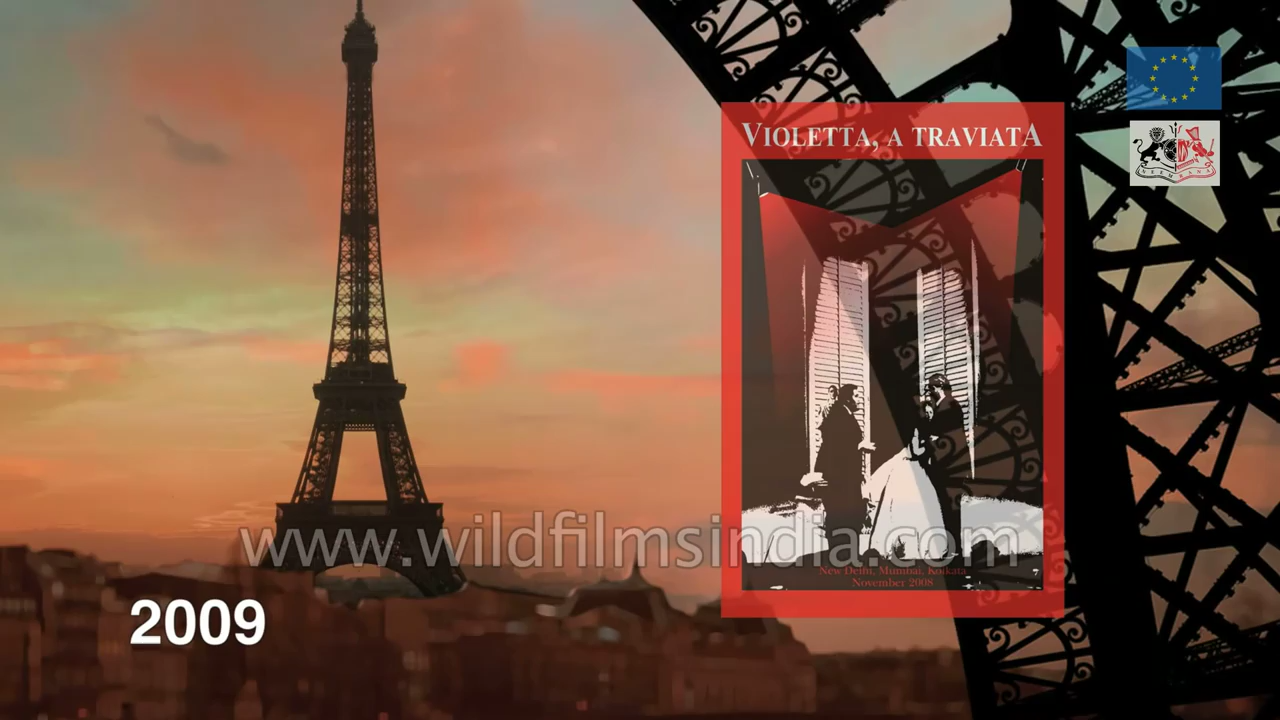 VIOLETTA, A TRAVIATA
www.wildfilmsindia.com
New Delhi, Mumbai, Kolkata
November 2008
2009